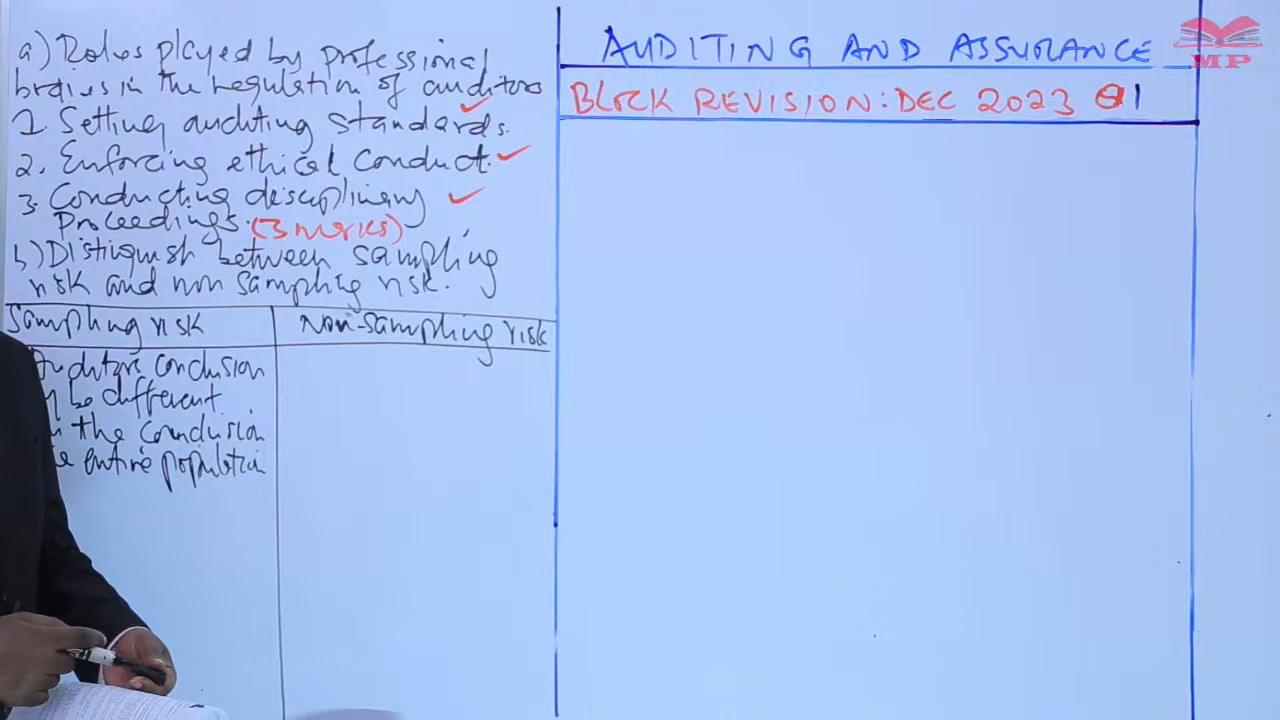 a) Roles played by professional
bodies in the regulation of auditors
1. Setting auditing standards.
2. Enforcing ethical conduct.
3. Conducting disciplinary
Proceedings. (3 marks)
b) Distinguish between sampling
risk and non sampling risk.
Sampling risk
Non-sampling risk
Auditors conclusion
be different
the conclusion
entire population
AUDITING AND ASSURANCE
BLOCK REVISION: DEC 2023 Q1
MP